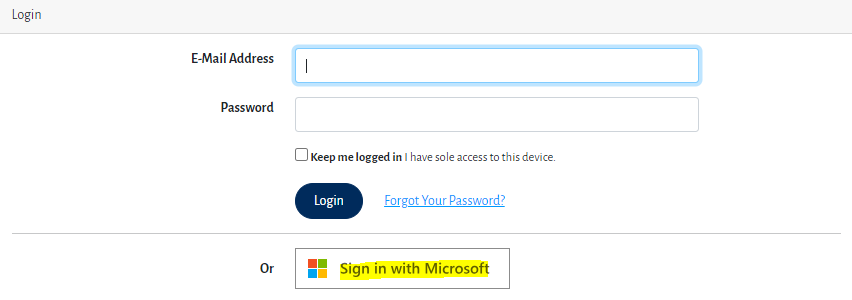 Login
E-Mail Address
Password
Keep me logged in I have sole access to this device.
Login Forgot Your Password?
Or Sign in with Microsoft